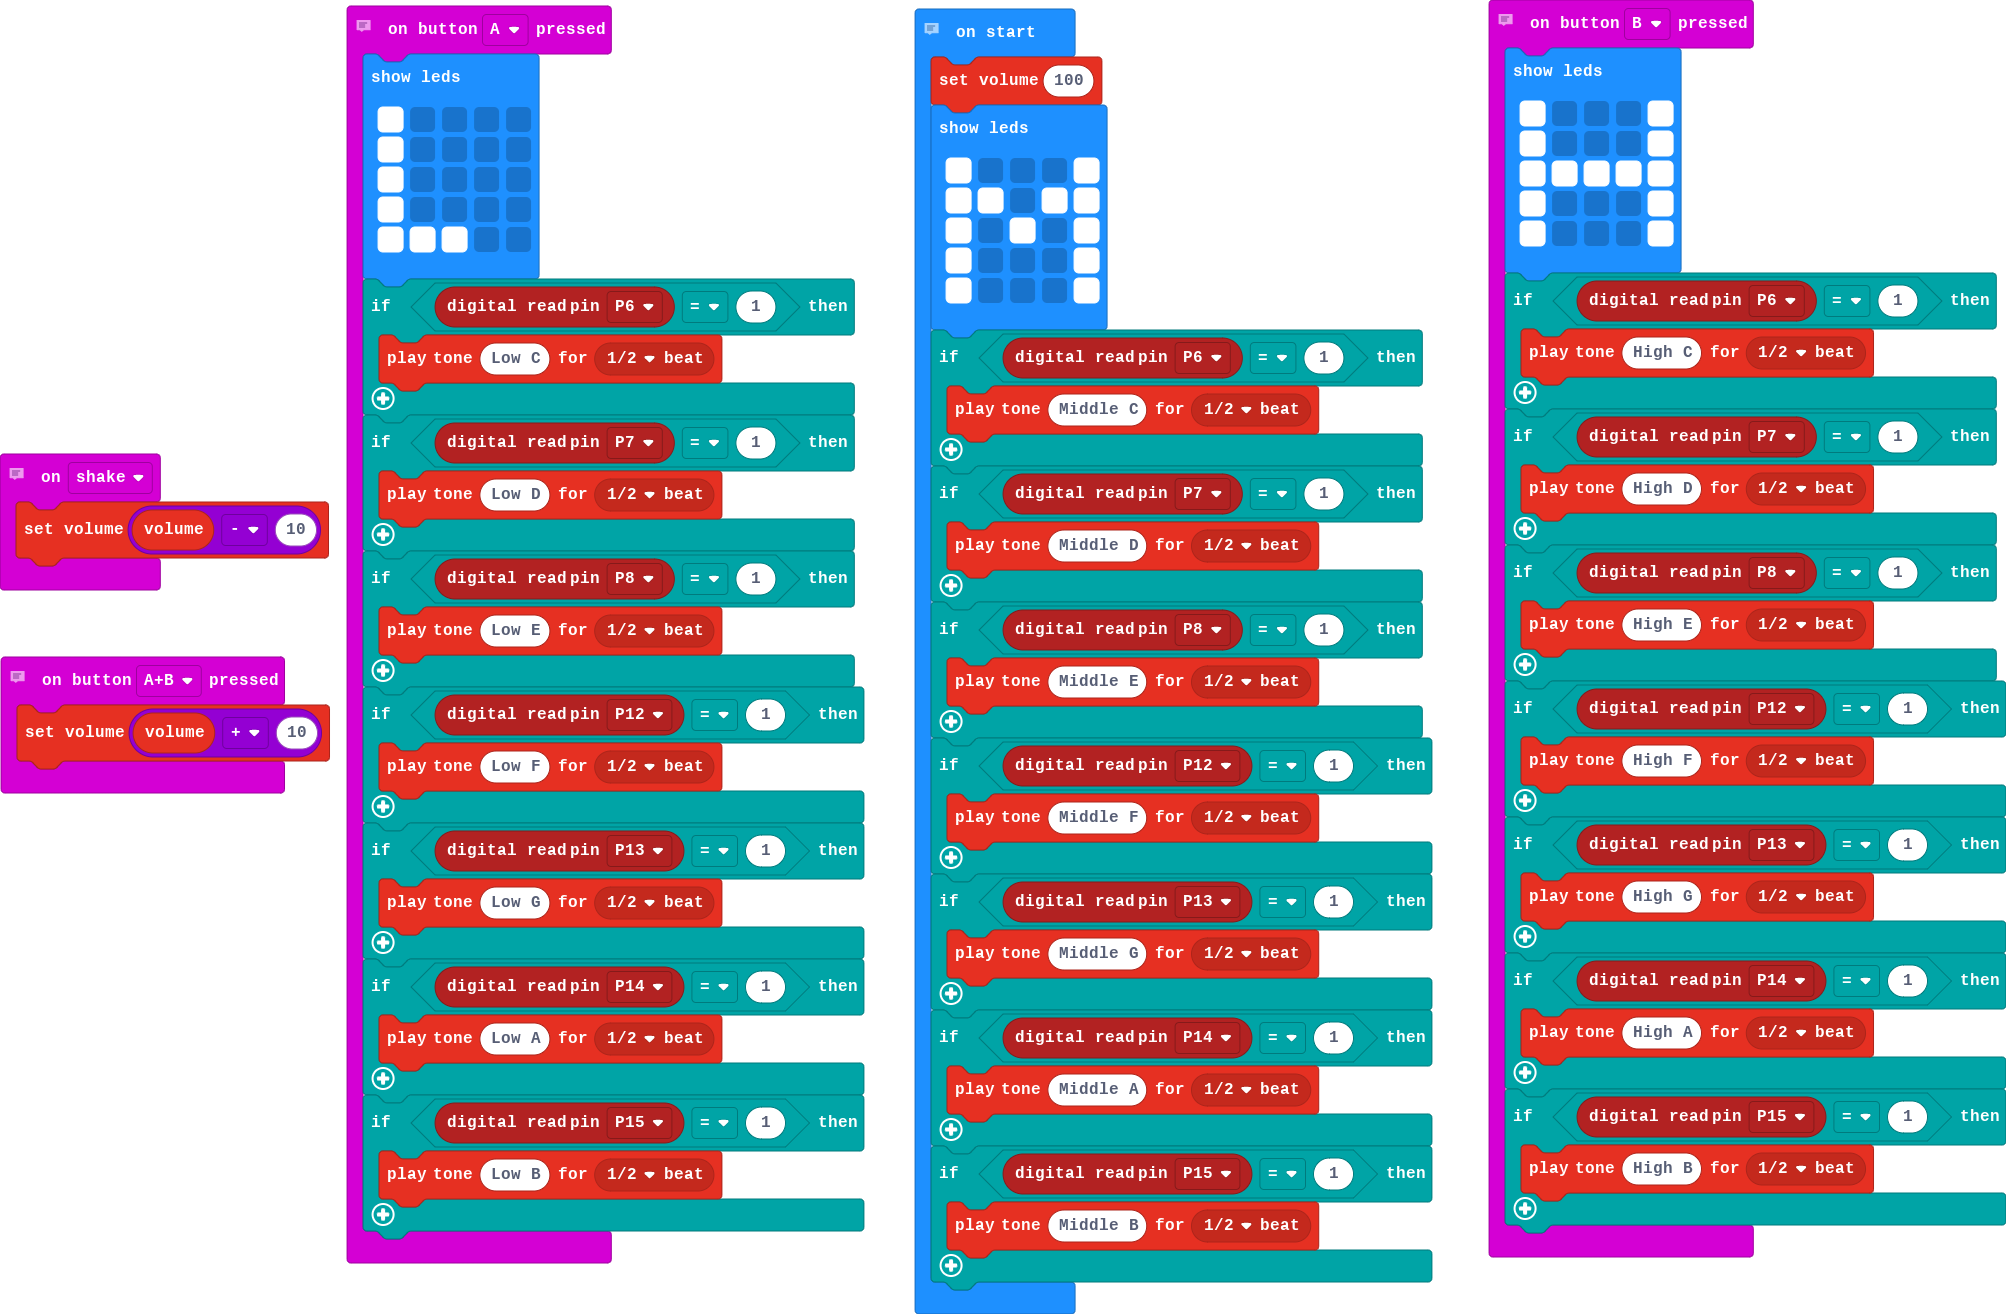 on shake
set volume volume - 10
on button A+B pressed
set volume volume + 10
on button A pressed
show leds
if digital read pin P6 = 1 then
play tone Low C for 1/2 beat
if digital read pin P7 = 1 then
play tone Low D for 1/2 beat
if digital read pin P8 = 1 then
play tone Low E for 1/2 beat
if digital read pin P12 = 1 then
play tone Low F for 1/2 beat
if digital read pin P13 = 1 then
play tone Low G for 1/2 beat
if digital read pin P14 = 1 then
play tone Low A for 1/2 beat
if digital read pin P15 = 1 then
play tone Low B for 1/2 beat
on start
set volume 100
show leds
if digital read pin P6 = 1 then
play tone Middle C for 1/2 beat
if digital read pin P7 = 1 then
play tone Middle D for 1/2 beat
if digital read pin P8 = 1 then
play tone Middle E for 1/2 beat
if digital read pin P12 = 1 then
play tone Middle F for 1/2 beat
if digital read pin P13 = 1 then
play tone Middle G for 1/2 beat
if digital read pin P14 = 1 then
play tone Middle A for 1/2 beat
if digital read pin P15 = 1 then
play tone Middle B for 1/2 beat
on button B pressed
show leds
if digital read pin P6 = 1 then
play tone High C for 1/2 beat
if digital read pin P7 = 1 then
play tone High D for 1/2 beat
if digital read pin P8 = 1 then
play tone High E for 1/2 beat
if digital read pin P12 = 1 then
play tone High F for 1/2 beat
if digital read pin P13 = 1 then
play tone High G for 1/2 beat
if digital read pin P14 = 1 then
play tone High A for 1/2 beat
if digital read pin P15 = 1 then
play tone High B for 1/2 beat